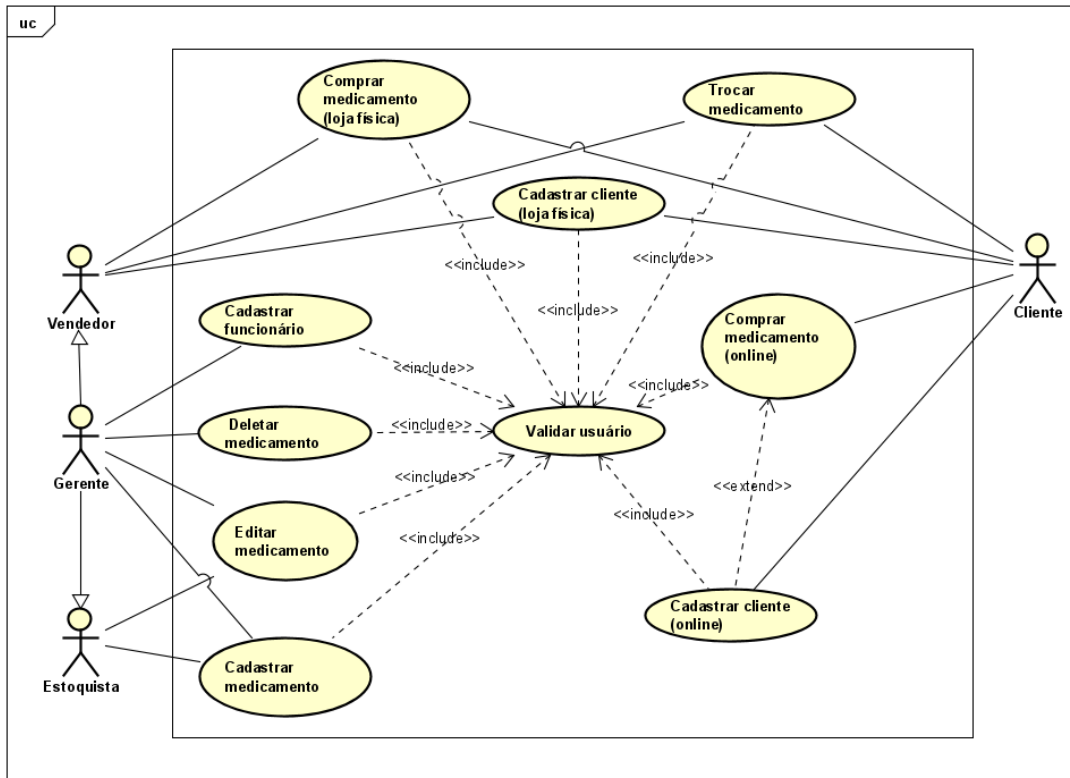 uc
Comprar
medicamento
(loja física)
Trocar
medicamento
Cadastrar cliente
(loja física)
<<include>>
<<include>>
<<include>>
Vendedor
Cliente
Cadastrar
funcionário
Comprar
medicamento
(online)
<<include>>
<<include>>
Deletar
medicamento
<<include>>
Validar usuário
Gerente
<<include>>
<<extend>>
Editar
medicamento
<<include>>
<<include>>
Cadastrar cliente
(online)
Estoquista
Cadastrar
medicamento